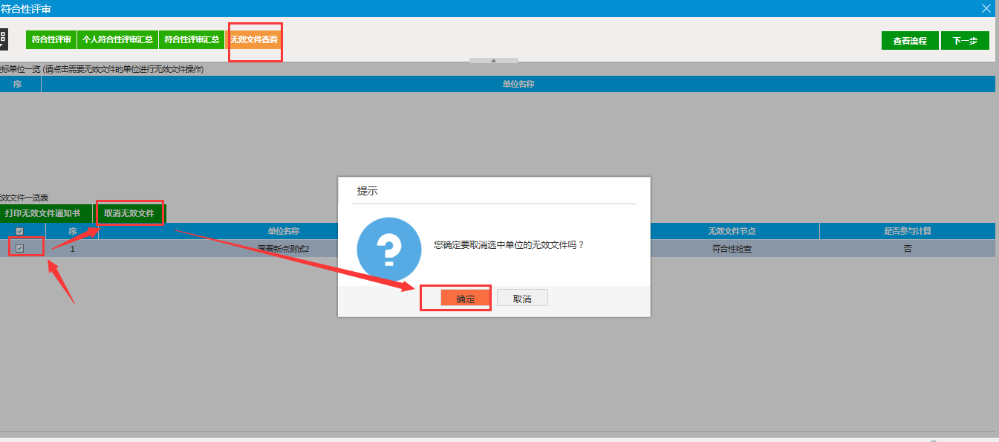 符合性评审
符合性评审 个人符合性评审汇总 符合性评审汇总 无效文件查看 查看流程 下一步
标单位一览 (请点击需要无效文件的单位进行无效文件操作)
序 单位名称
效文件一览表
打印无效文件通知书 取消无效文件
序 单位名称 无效文件节点 是否参与计算
1 国泰新点测试2 符合性检查 否
提示
您确定要取消选中单位的无效文件吗？
确定 取消